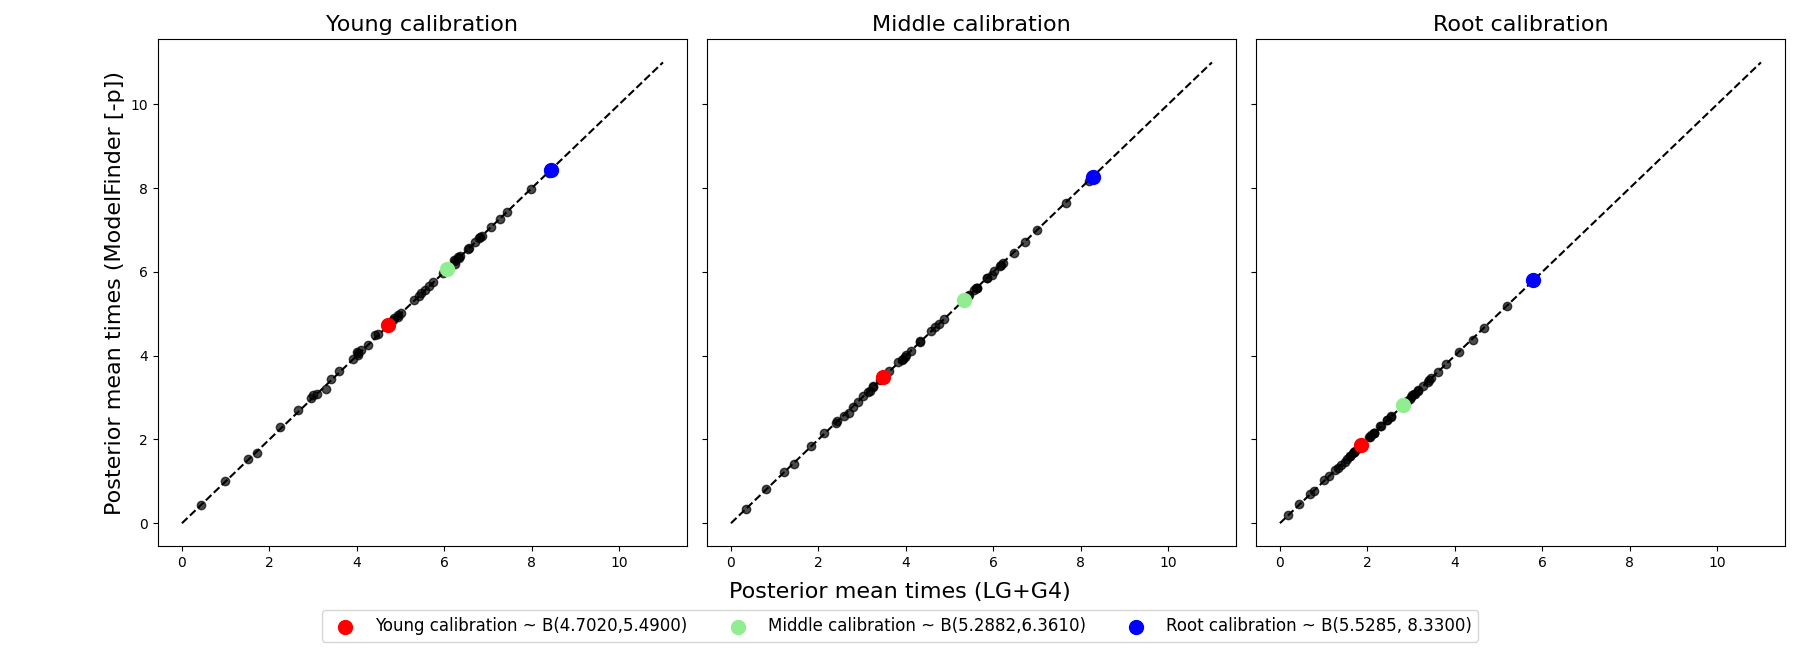 Young calibration
Middle calibration
Root calibration
Posterior mean times (ModelFinder [-p])
10
8
6
4
2
0
0 2 4 6 8 10
0 2 4 6 8 10
0 2 4 6 8 10
Posterior mean times (LG+G4)
Young calibration ~ B(4.7020,5.4900)
Middle calibration ~ B(5.2882,6.3610)
Root calibration ~ B(5.5285, 8.3300)